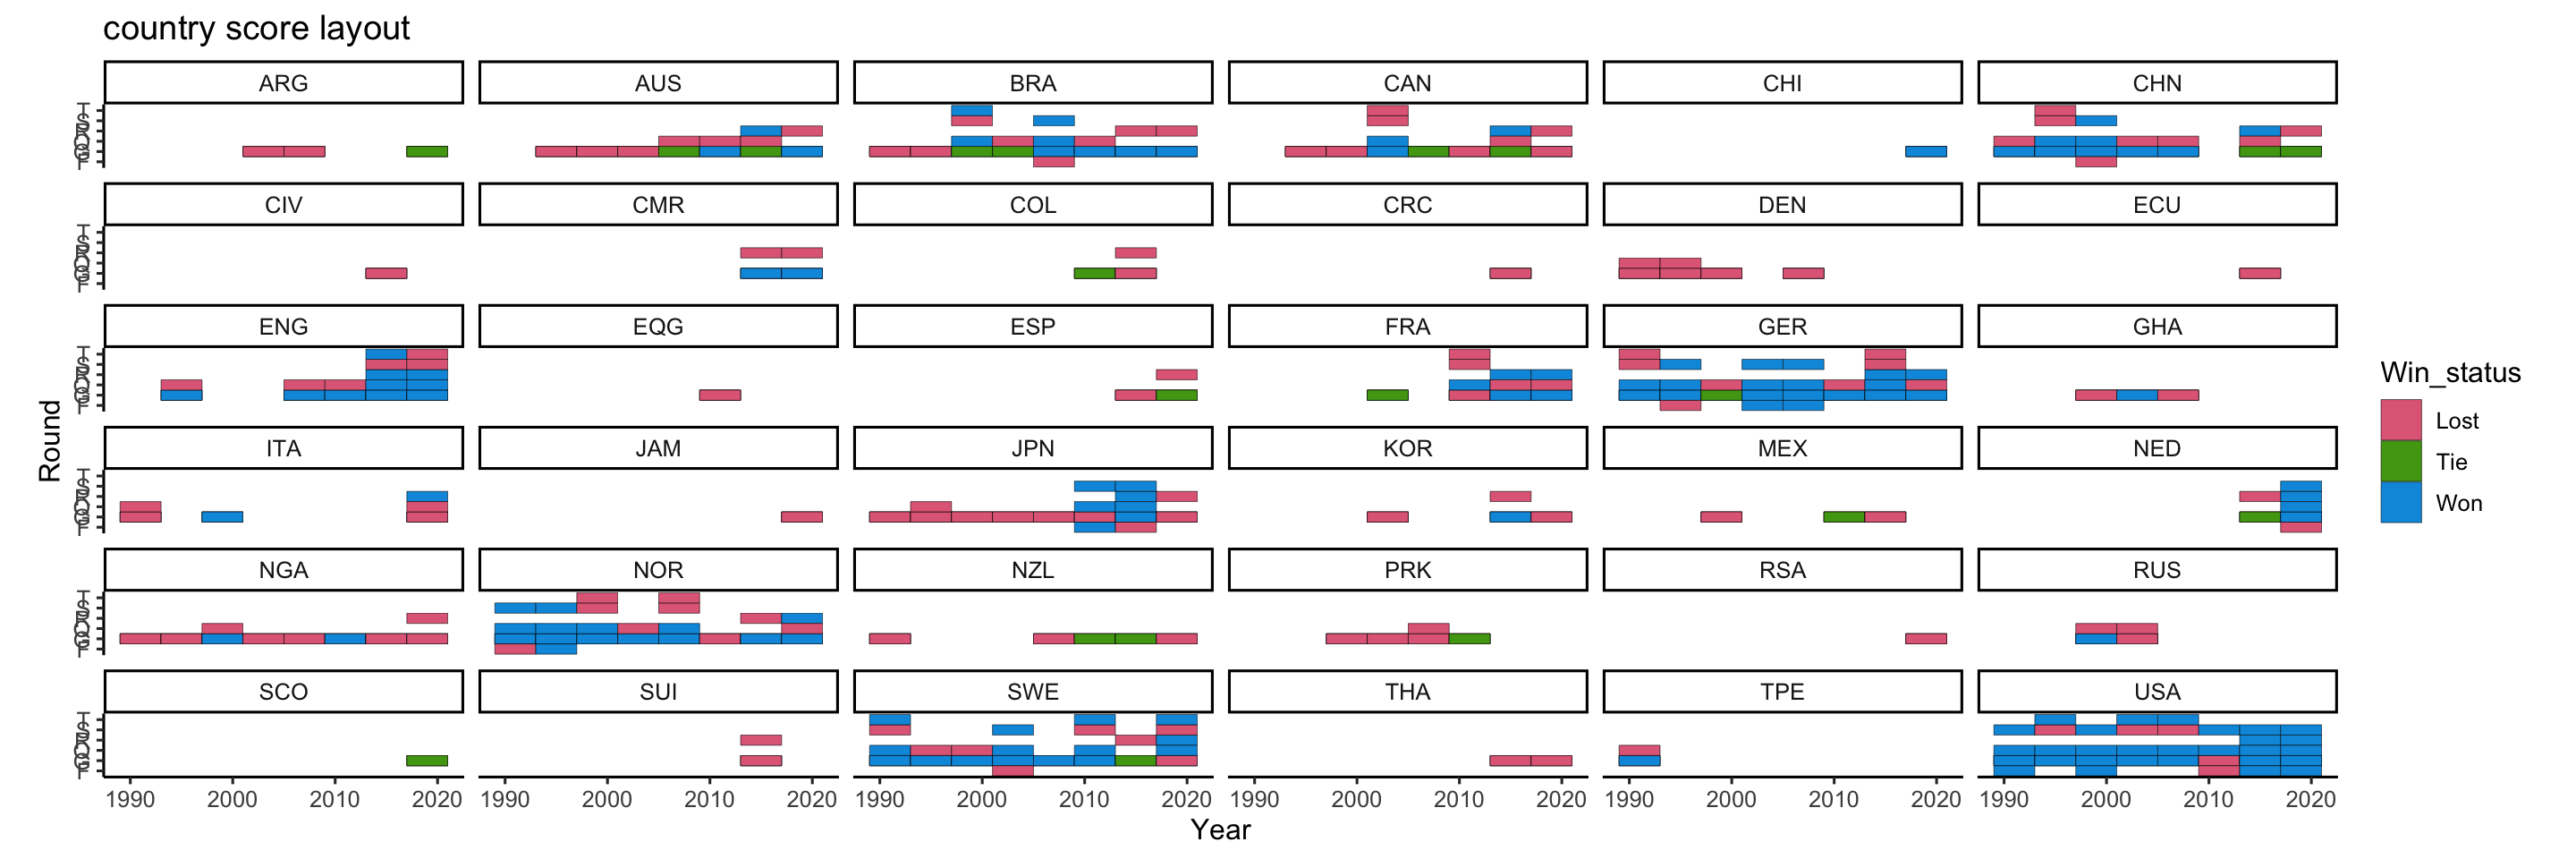 country score layout
ARG AUS BRA CAN CHI CHN
CIV CMR COL CRC DEN ECU
ENG EQG ESP FRA GER GHA
ITA JAM JPN KOR MEX NED
NGA NOR NZL PRK RSA RUS
SCO SUI SWE THA TPE USA
Round
1990 2000 2010 2020 1990 2000 2010 2020 1990 2000 2010 2020 1990 2000 2010 2020 1990 2000 2010 2020 1990 2000 2010 2020
Year
Win_status
Lost
Tie
Won